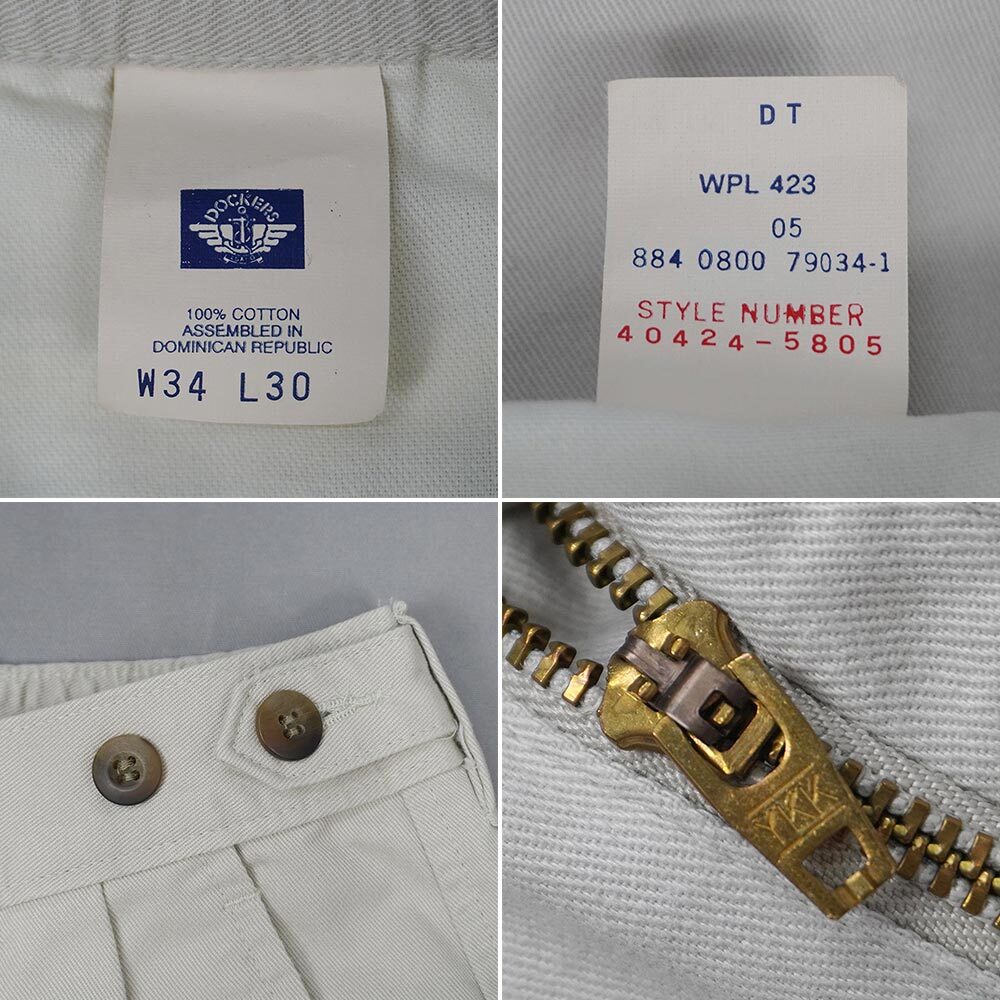 DOCKERS
100% COTTON
ASSEMBLED IN
DOMINICAN REPUBLIC
W34 L30
DT
WPL 423
05
884 0800 79034-1
STYLE NUMBER
40424-5805
YKK